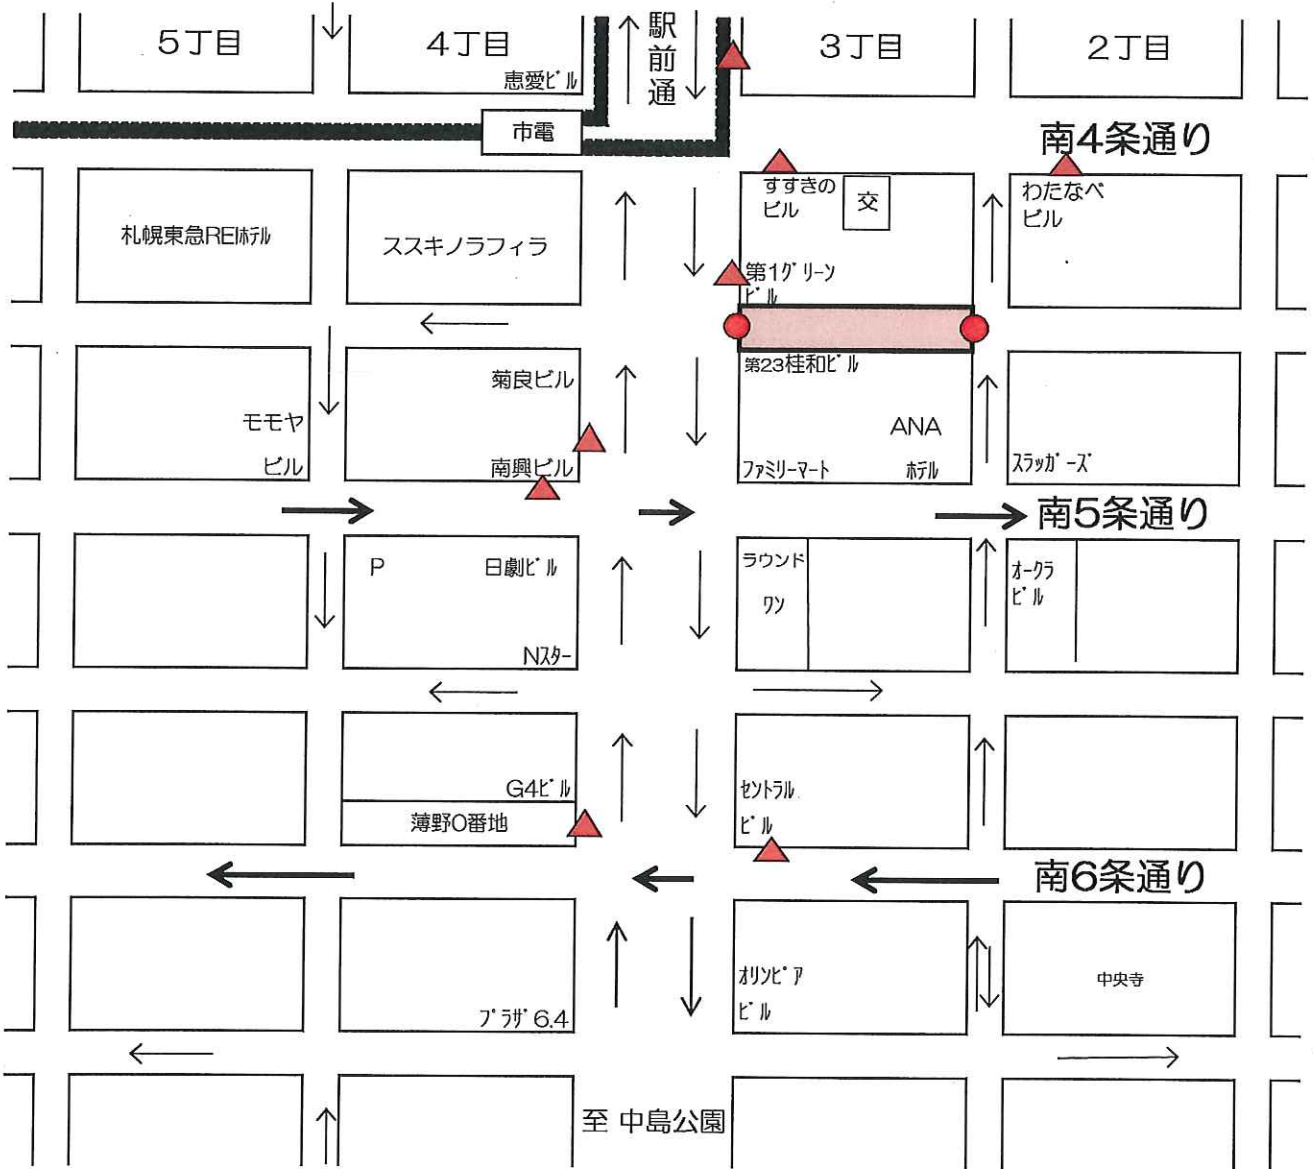 5丁目
4丁目
駅前通
3丁目
2丁目
恵愛ﾋﾞﾙ
市電
南4条通り
すすきの
ビル
交
わたなべ
ビル
札幌東急REIﾎﾃﾙ
ススキノラフィラ
第1ｸﾞﾘｰﾝ
ﾋﾞﾙ
第23桂和ﾋﾞﾙ
菊良ビル
モモヤ
ビル
南興ビル
ANA
ﾎﾃﾙ
ﾌｧﾐﾘｰﾏｰﾄ
ｽﾗｯｶﾞｰｽﾞ
南5条通り
P
日劇ﾋﾞﾙ
Nｽﾀｰ
ﾗｳﾝﾄﾞ
ﾜﾝ
ｵｰｸﾗ
ﾋﾞﾙ
G4ﾋﾞﾙ
薄野0番地
ｾﾝﾄﾗﾙ
ﾋﾞﾙ
南6条通り
ﾌﾟﾗｻﾞ6.4
ｵﾘﾝﾋﾟｱ
ﾋﾞﾙ
中央寺
至 中島公園